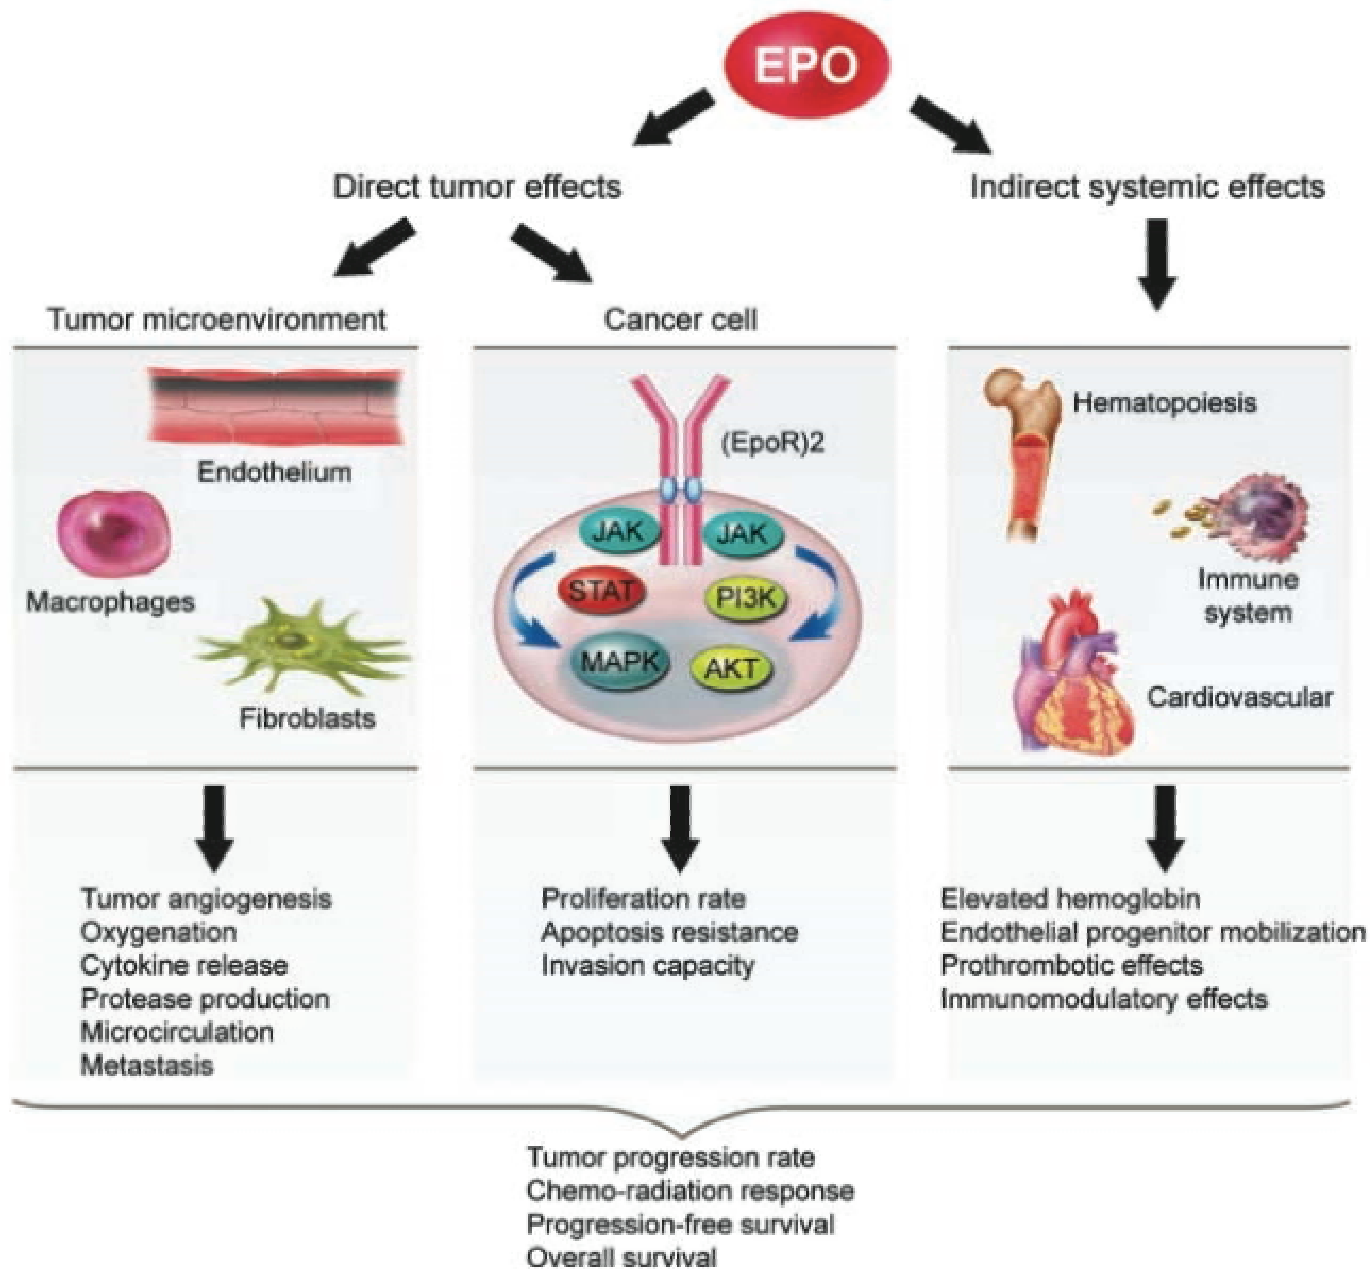 EPO
Direct tumor effects
Indirect systemic effects
Tumor microenvironment
Endothelium
Macrophages
Fibroblasts
Cancer cell
(EpoR)2
JAK
JAK
STAT
PI3K
MAPK
AKT
Hematopoiesis
Immune
system
Cardiovascular
Tumor angiogenesis
Oxygenation
Cytokine release
Protease production
Microcirculation
Metastasis
Proliferation rate
Apoptosis resistance
Invasion capacity
Elevated hemoglobin
Endothelial progenitor mobilization
Prothrombotic effects
Immunomodulatory effects
Tumor progression rate
Chemo-radiation response
Progression-free survival
Overall survival